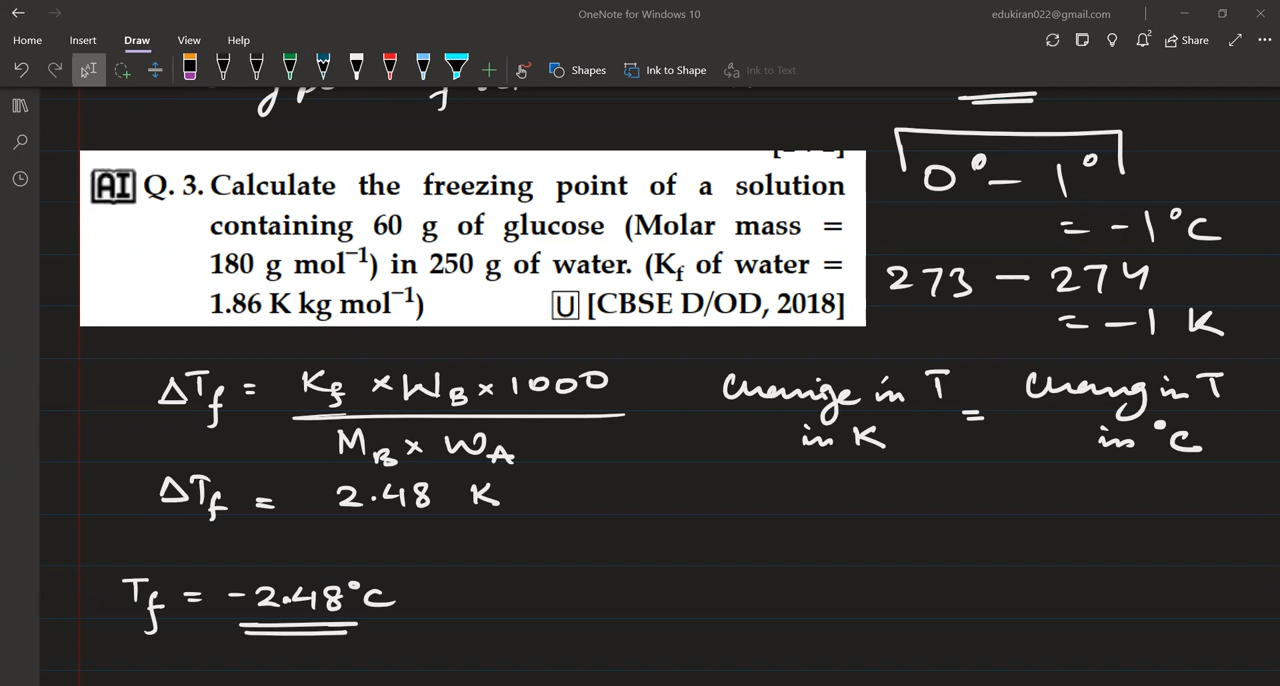 OneNote for Windows 10
edukiran022@gmail.com
Home Insert Draw View Help
Shapes Ink to Shape Ink to Text
Share
AI Q. 3. Calculate the freezing point of a solution
containing 60 g of glucose (Molar mass =
180 g mol⁻¹) in 250 g of water. (K_f of water =
1.86 K kg mol⁻¹) U [CBSE D/OD, 2018]
0° – 1°
= -1°C
273 – 274
= -1 K
ΔT_f = K_f × W_B × 1000
M_B × W_A
ΔT_f = 2.48 K
T_f = -2.48°C
Change in T
in K
=
Chang in T
in °C